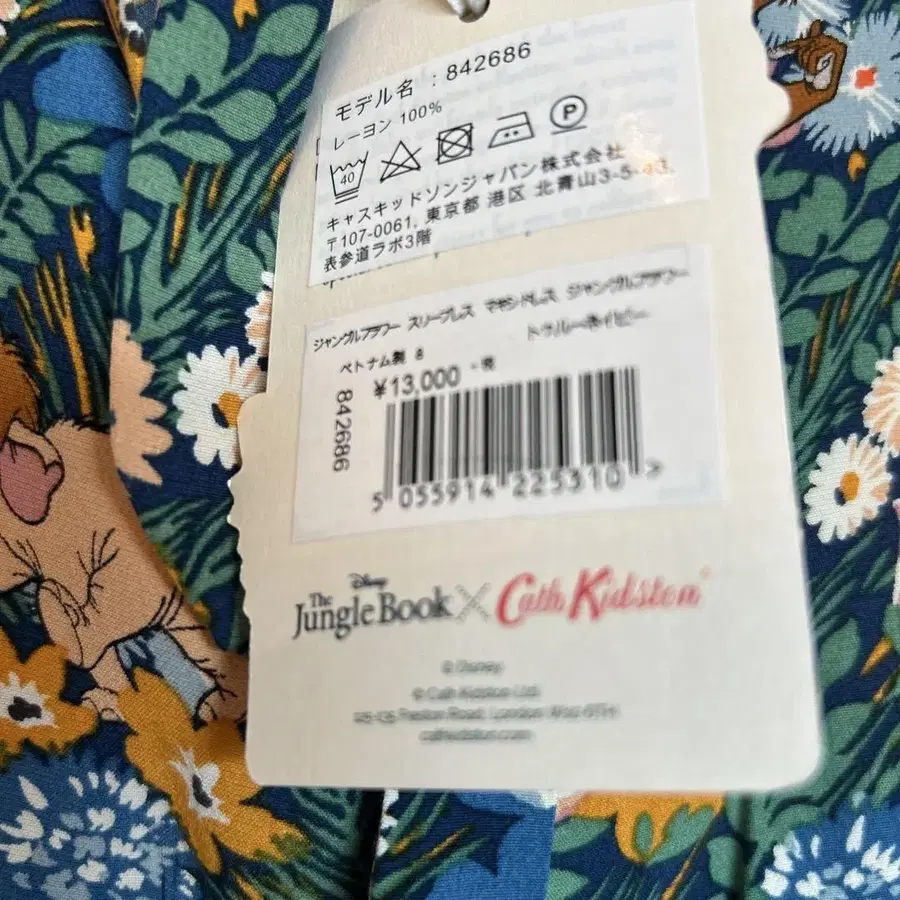 モデル名 : 842686
レーヨン 100%
40
P
キャスキッドソンジャパン株式会社
〒107-0061, 東京都 港区 北青山3-5-43,
表参道ラボ3階
ジャングルフラワー スリーブレス マキシドレス ジャングルフラワー
トゥルーネイビー
ベトナム製 8
¥13,000 +税
842686
5 055914 225310 >
Disney
The Jungle Book X Cath Kidston
© Disney
© Cath Kidston Ltd.
cathkidston.com